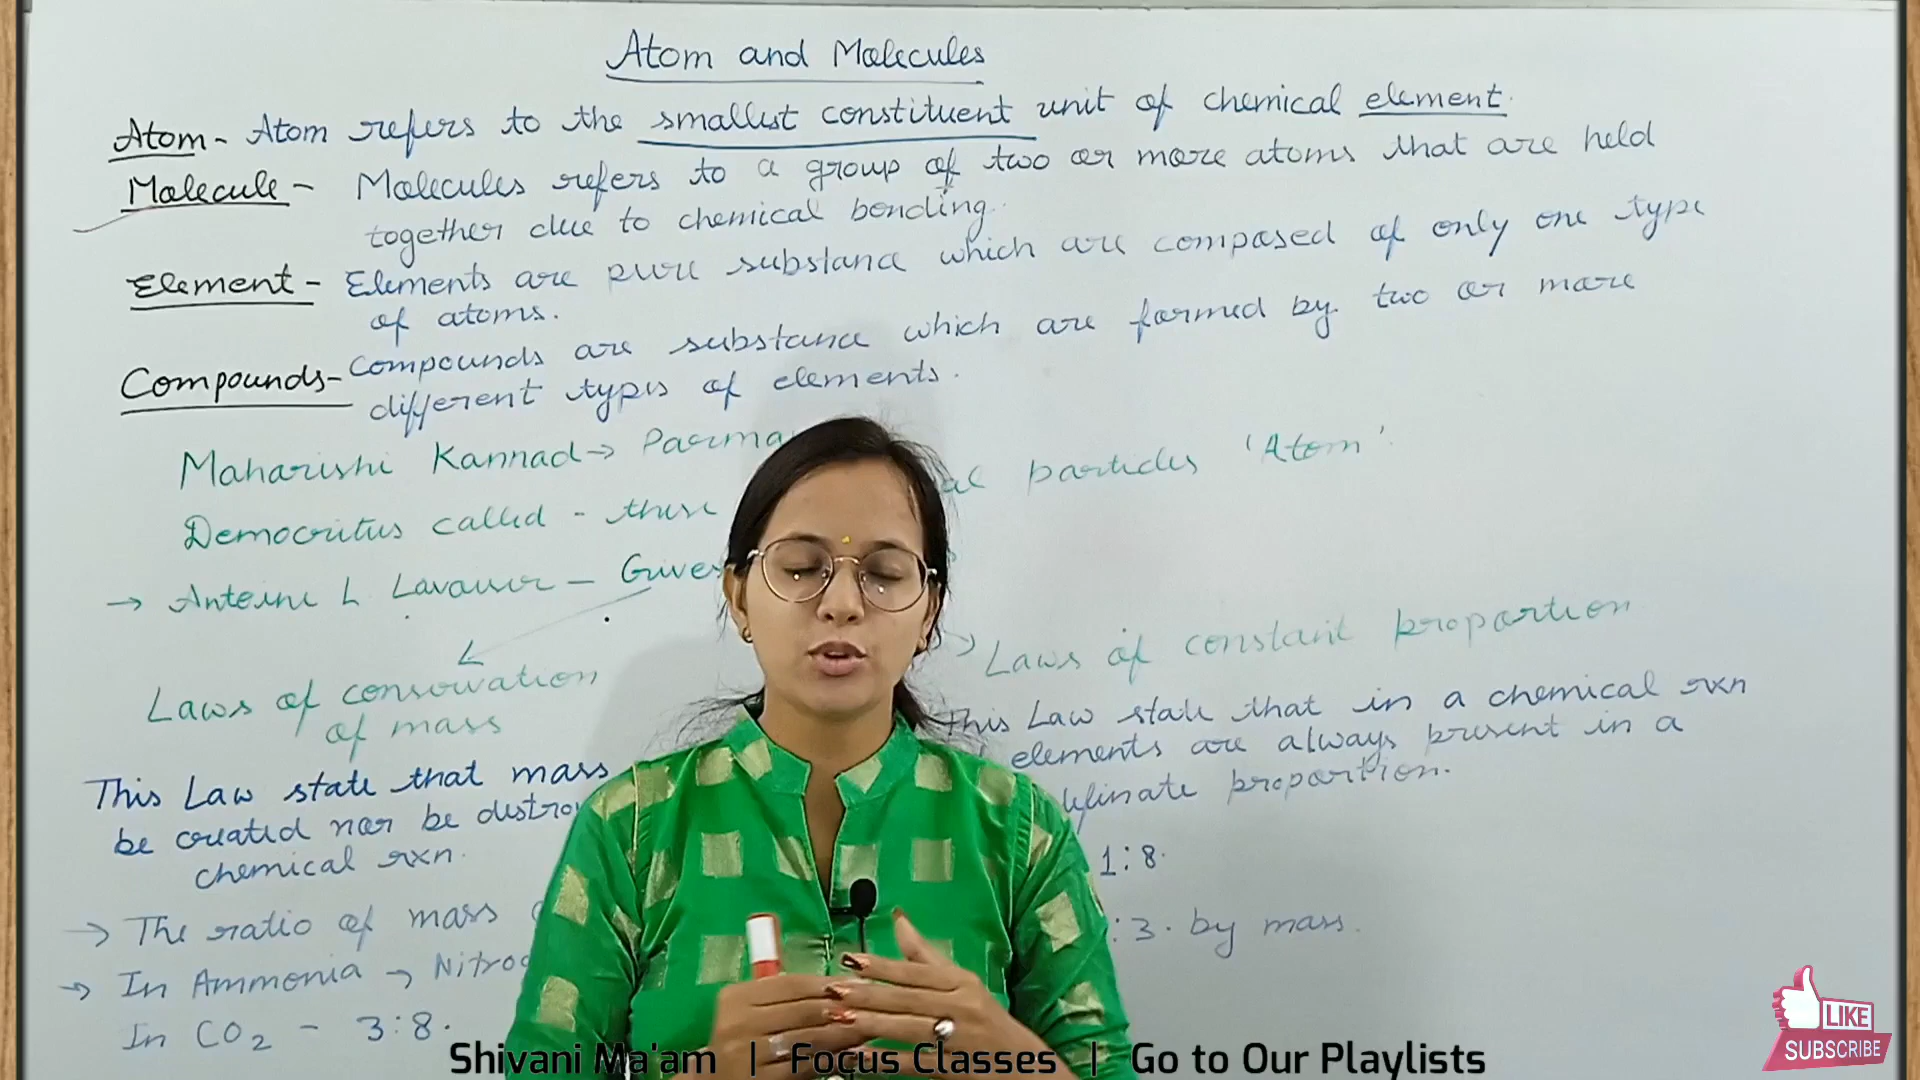 Atom and Molecules
Atom - Atom refers to the smallest constituent unit of chemical element.
Molecule - Molecules refers to a group of two or more atoms that are held
together due to chemical bonding.
Element - Elements are pure substance which are composed of only one type
of atoms.
Compounds - Compounds are substance which are formed by two or more
different types of elements.
Maharishi Kannad → Parma
Democritus called - these al particles 'Atom'.
→ Antoine L Lavausier - Gives
Laws of conservation
of mass
Laws of constant proportion
This Law state that mass
be created nor be destroy
chemical rxn.
This Law state that in a chemical rxn
elements are always present in a
definate proportion.
→ The ratio of mass 1:8.
→ In Ammonia → Nitrog :3. by mass.
In CO₂ - 3:8.
Shivani Ma'am | Focus Classes | Go to Our Playlists
LIKE
SUBSCRIBE